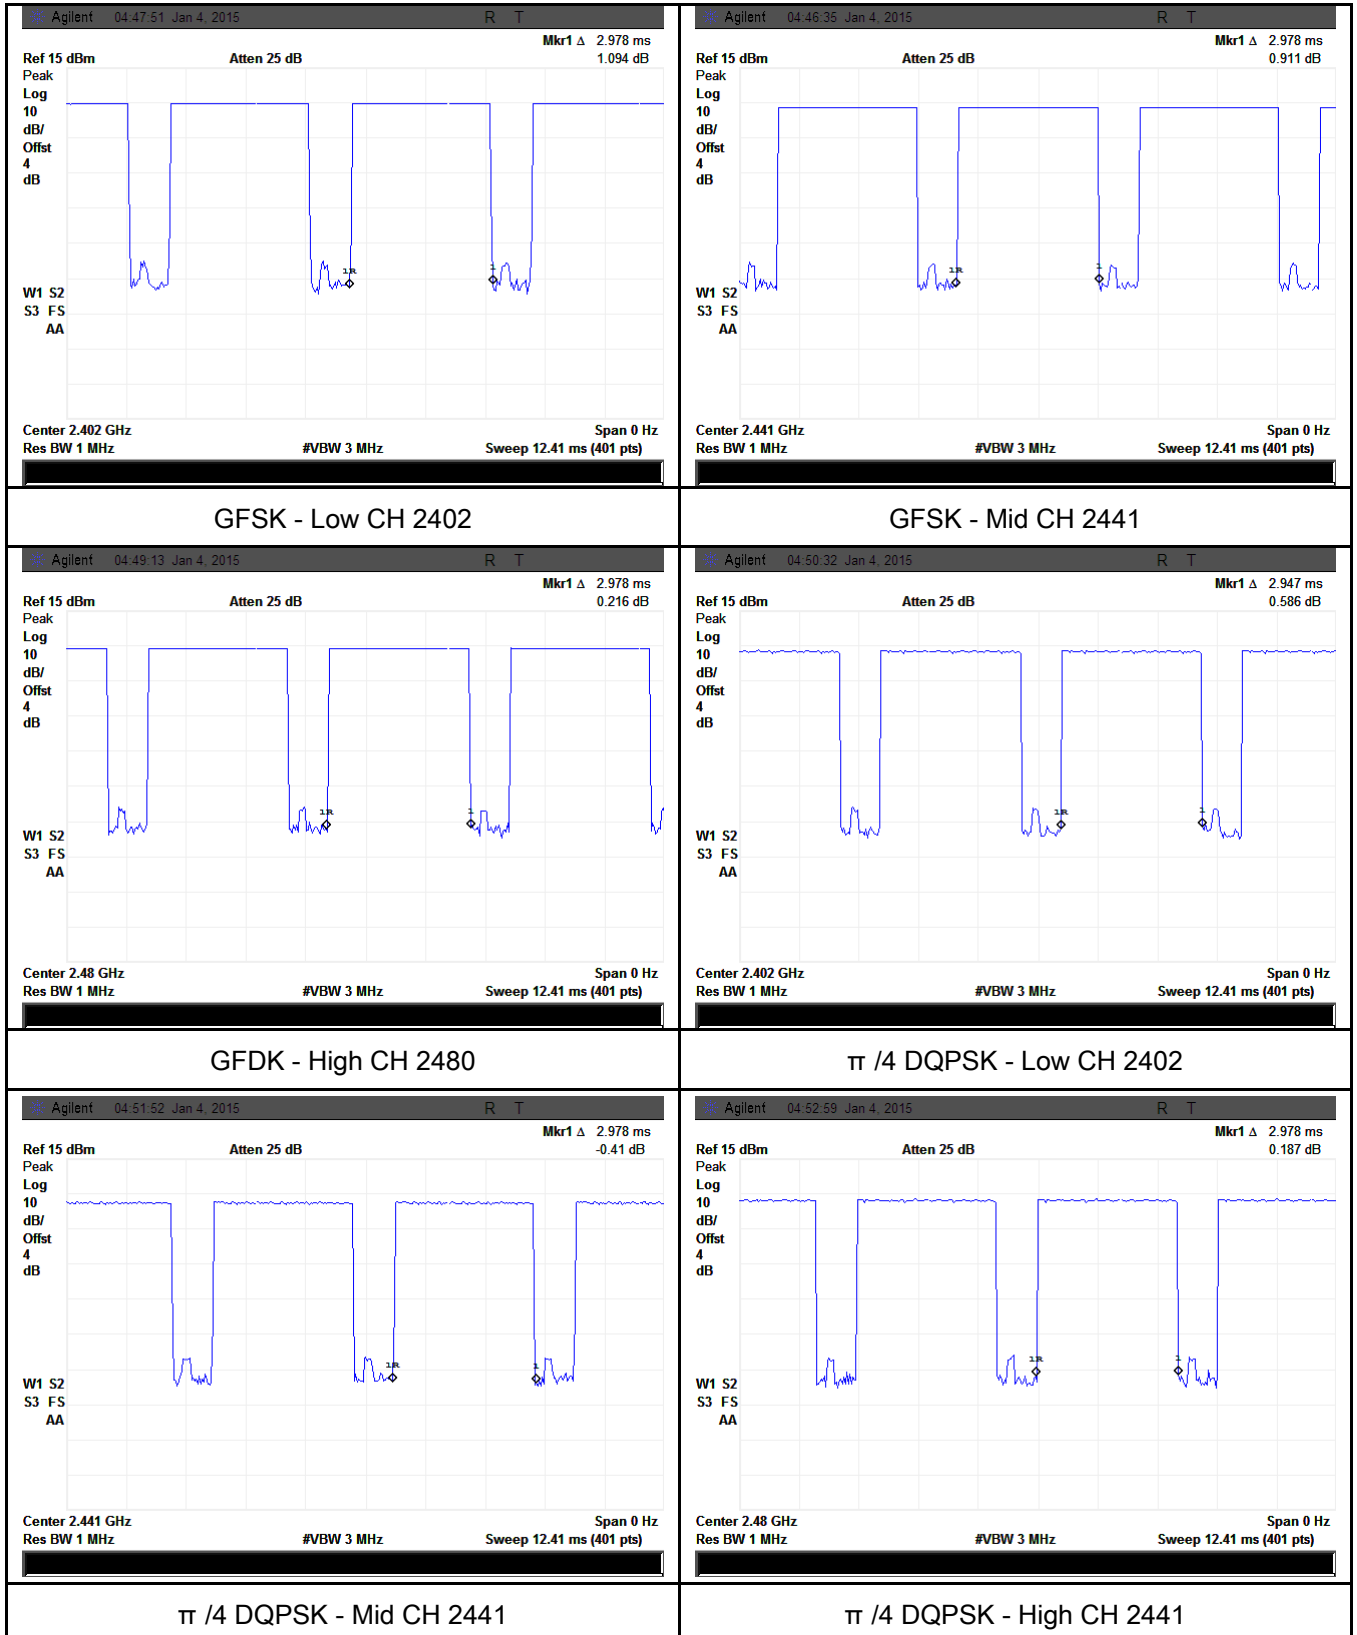 Agilent 04:47:51 Jan 4, 2015 R T
Mkr1 Δ 2.978 ms
Ref 15 dBm Atten 25 dB 1.094 dB
Peak
Log
10
dB/
Offst
4
dB
1R
1
W1 S2
S3 FS
AA
Center 2.402 GHz Span 0 Hz
Res BW 1 MHz #VBW 3 MHz Sweep 12.41 ms (401 pts)
GFSK - Low CH 2402
Agilent 04:46:35 Jan 4, 2015 R T
Mkr1 Δ 2.978 ms
Ref 15 dBm Atten 25 dB 0.911 dB
Peak
Log
10
dB/
Offst
4
dB
1R
1
W1 S2
S3 FS
AA
Center 2.441 GHz Span 0 Hz
Res BW 1 MHz #VBW 3 MHz Sweep 12.41 ms (401 pts)
GFSK - Mid CH 2441
Agilent 04:49:13 Jan 4, 2015 R T
Mkr1 Δ 2.978 ms
Ref 15 dBm Atten 25 dB 0.216 dB
Peak
Log
10
dB/
Offst
4
dB
1R
1
W1 S2
S3 FS
AA
Center 2.48 GHz Span 0 Hz
Res BW 1 MHz #VBW 3 MHz Sweep 12.41 ms (401 pts)
GFDK - High CH 2480
Agilent 04:50:32 Jan 4, 2015 R T
Mkr1 Δ 2.947 ms
Ref 15 dBm Atten 25 dB 0.586 dB
Peak
Log
10
dB/
Offst
4
dB
1R
1
W1 S2
S3 FS
AA
Center 2.402 GHz Span 0 Hz
Res BW 1 MHz #VBW 3 MHz Sweep 12.41 ms (401 pts)
π /4 DQPSK - Low CH 2402
Agilent 04:51:52 Jan 4, 2015 R T
Mkr1 Δ 2.978 ms
Ref 15 dBm Atten 25 dB -0.41 dB
Peak
Log
10
dB/
Offst
4
dB
1R
1
W1 S2
S3 FS
AA
Center 2.441 GHz Span 0 Hz
Res BW 1 MHz #VBW 3 MHz Sweep 12.41 ms (401 pts)
π /4 DQPSK - Mid CH 2441
Agilent 04:52:59 Jan 4, 2015 R T
Mkr1 Δ 2.978 ms
Ref 15 dBm Atten 25 dB 0.187 dB
Peak
Log
10
dB/
Offst
4
dB
1R
1
W1 S2
S3 FS
AA
Center 2.48 GHz Span 0 Hz
Res BW 1 MHz #VBW 3 MHz Sweep 12.41 ms (401 pts)
π /4 DQPSK - High CH 2441